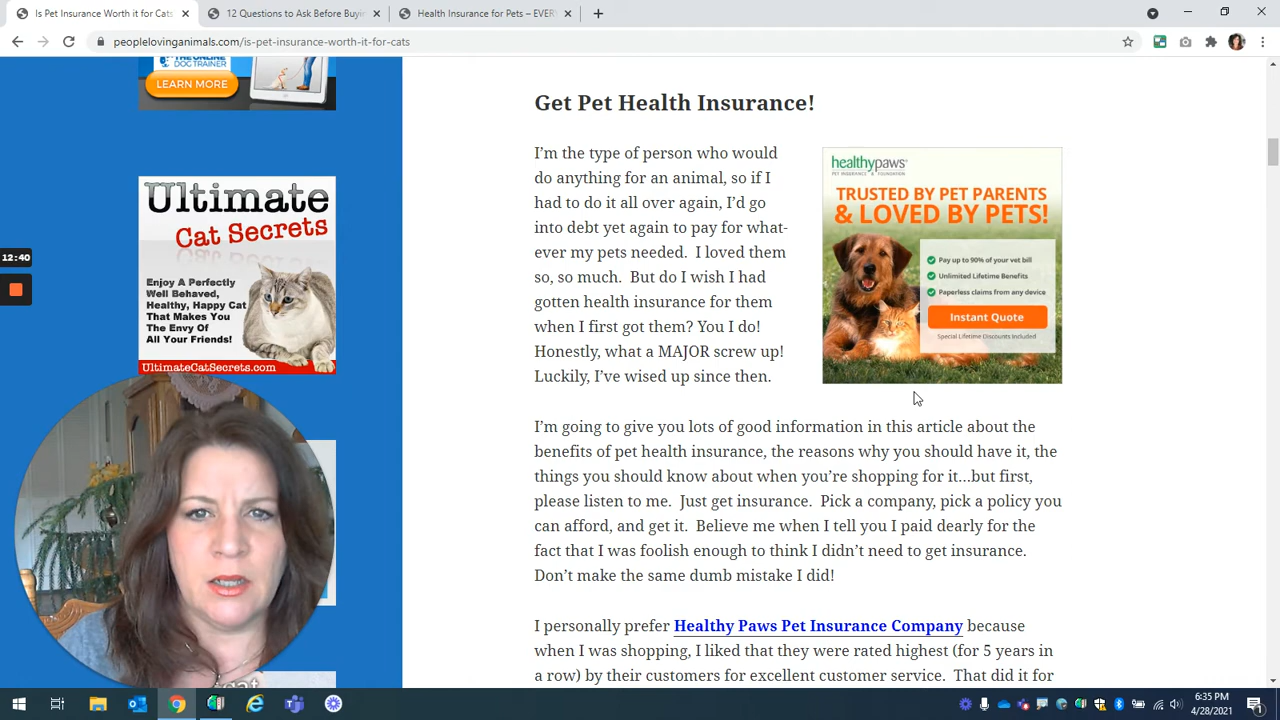 Is Pet Insurance Worth it for Cats
12 Questions To Ask Before Buyin
Health Insurance for Pets – EVER
peoplelovinganimals.com/is-pet-insurance-worth-it-for-cats
THE ONLINE
DOG TRAINER
LEARN MORE
Ultimate
Cat Secrets
Enjoy A Perfectly
Well Behaved,
Healthy, Happy Cat
That Makes You
The Envy Of
All Your Friends!
UltimateCatSecrets.com
12:40
Get Pet Health Insurance!
I'm the type of person who would
do anything for an animal, so if I
had to do it all over again, I'd go
into debt yet again to pay for what-
ever my pets needed. I loved them
so, so much. But do I wish I had
gotten health insurance for them
when I first got them? You I do!
Honestly, what a MAJOR screw up!
Luckily, I've wised up since then.
healthypaws
PET INSURANCE & FOUNDATION
TRUSTED BY PET PARENTS
& LOVED BY PETS!
Pay up to 90% of your vet bill
Unlimited Lifetime Benefits
Paperless claims from any device
Instant Quote
Special Lifetime Discounts Included
I'm going to give you lots of good information in this article about the
benefits of pet health insurance, the reasons why you should have it, the
things you should know about when you're shopping for it…but first,
please listen to me. Just get insurance. Pick a company, pick a policy you
can afford, and get it. Believe me when I tell you I paid dearly for the
fact that I was foolish enough to think I didn't need to get insurance.
Don't make the same dumb mistake I did!
I personally prefer Healthy Paws Pet Insurance Company because
when I was shopping, I liked that they were rated highest (for 5 years in
a row) by their customers for excellent customer service. That did it for
6:35 PM
4/28/2021